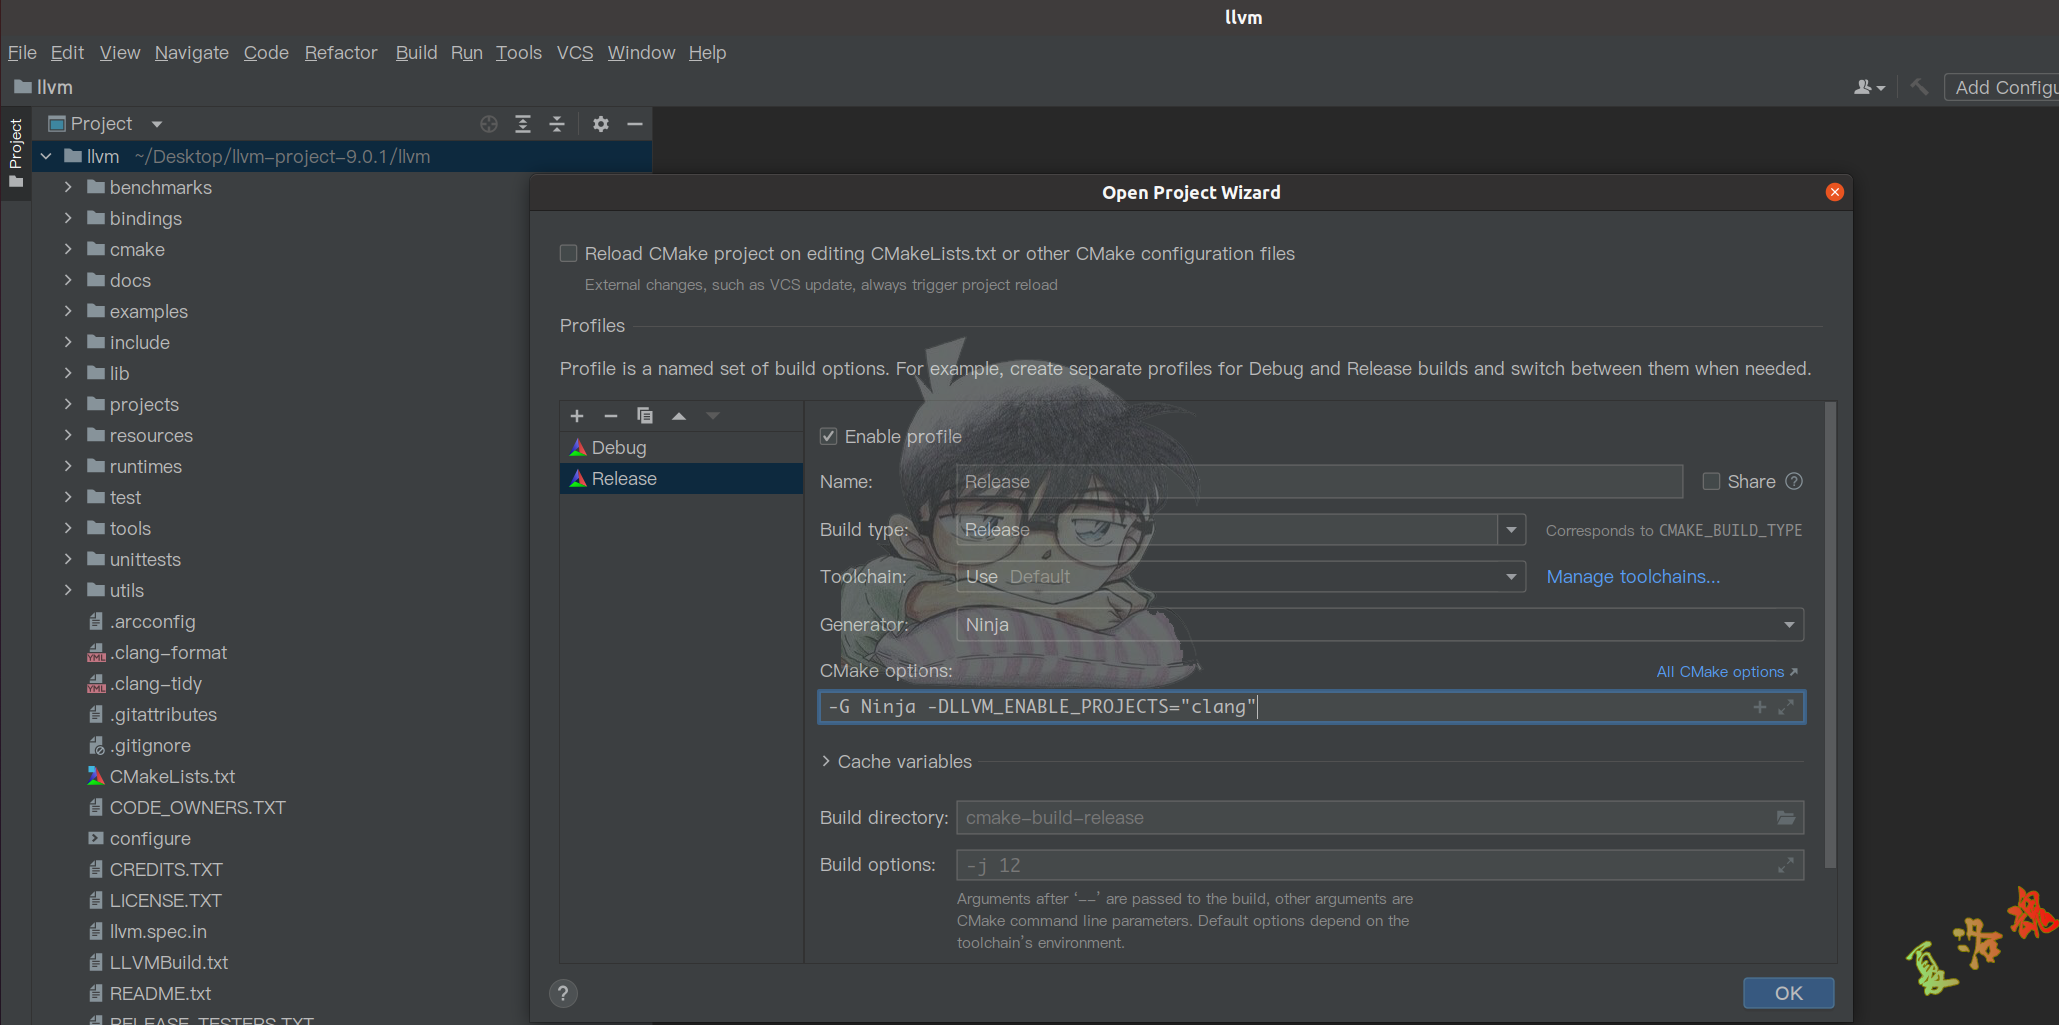 llvm
File Edit View Navigate Code Refactor Build Run Tools VCS Window Help
llvm
Add Configu
Project
Project
llvm ~/Desktop/llvm-project-9.0.1/llvm
benchmarks
bindings
cmake
docs
examples
include
lib
projects
resources
runtimes
test
tools
unittests
utils
.arcconfig
.clang-format
.clang-tidy
.gitattributes
.gitignore
CMakeLists.txt
CODE_OWNERS.TXT
configure
CREDITS.TXT
LICENSE.TXT
llvm.spec.in
LLVMBuild.txt
README.txt
RELEASE_TESTERS.TXT
Open Project Wizard
Reload CMake project on editing CMakeLists.txt or other CMake configuration files
External changes, such as VCS update, always trigger project reload
Profiles
Profile is a named set of build options. For example, create separate profiles for Debug and Release builds and switch between them when needed.
Debug
Release
Enable profile
Name: Release Share
Build type: Release Corresponds to CMAKE_BUILD_TYPE
Toolchain: Use Default Manage toolchains...
Generator: Ninja
CMake options: All CMake options
-G Ninja -DLLVM_ENABLE_PROJECTS="clang"
Cache variables
Build directory: cmake-build-release
Build options: -j 12
Arguments after ‘--’ are passed to the build, other arguments are
CMake command line parameters. Default options depend on the
toolchain's environment.
OK
夏洛魂